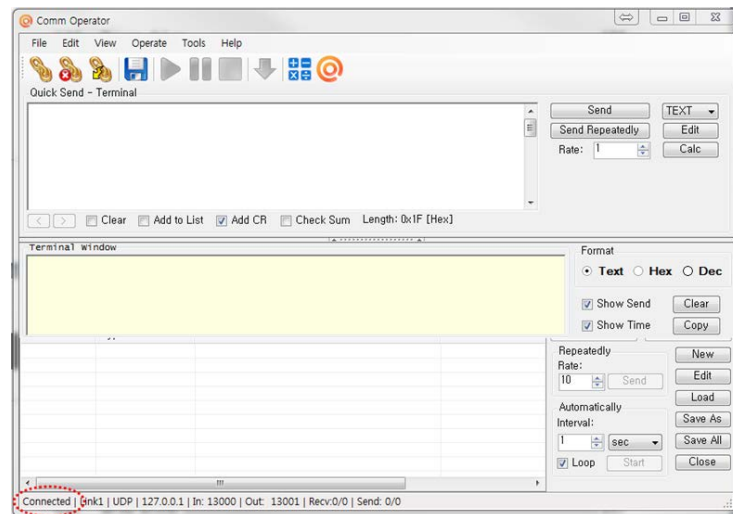 Comm Operator
File Edit View Operate Tools Help
Quick Send - Terminal
Send TEXT
Send Repeatedly Edit
Rate: 1 Calc
< > Clear Add to List Add CR Check Sum Length: 0x1F [Hex]
Terminal Window
Format
Text Hex Dec
Show Send Clear
Show Time Copy
Repeatedly New
Rate:
10 Send Edit
Load
Automatically
Interval: Save As
1 sec Save All
Loop Start Close
Connected | Link1 | UDP | 127.0.0.1 | In: 13000 | Out: 13001 | Recv:0/0 | Send: 0/0